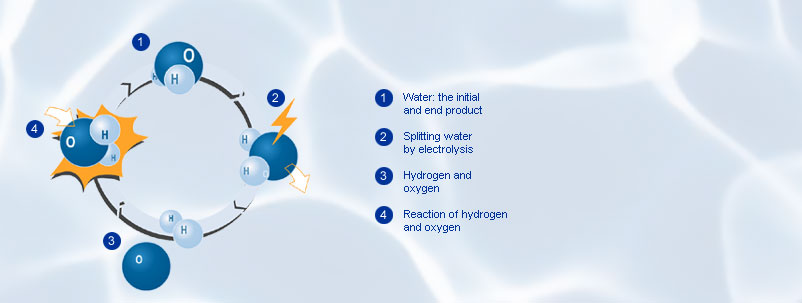 1
O
H
H
2
4
O
H
H
H
H
O
H
H
3
O
1 Water: the initial
and end product
2 Splitting water
by electrolysis
3 Hydrogen and
oxygen
4 Reaction of hydrogen
and oxygen